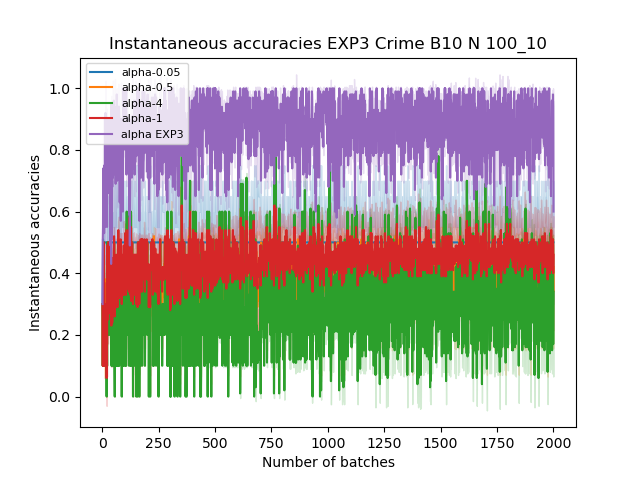 Instantaneous accuracies EXP3 Crime B10 N 100_10
alpha-0.05
alpha-0.5
alpha-4
alpha-1
alpha EXP3
Instantaneous accuracies
1.0
0.8
0.6
0.4
0.2
0.0
0 250 500 750 1000 1250 1500 1750 2000
Number of batches